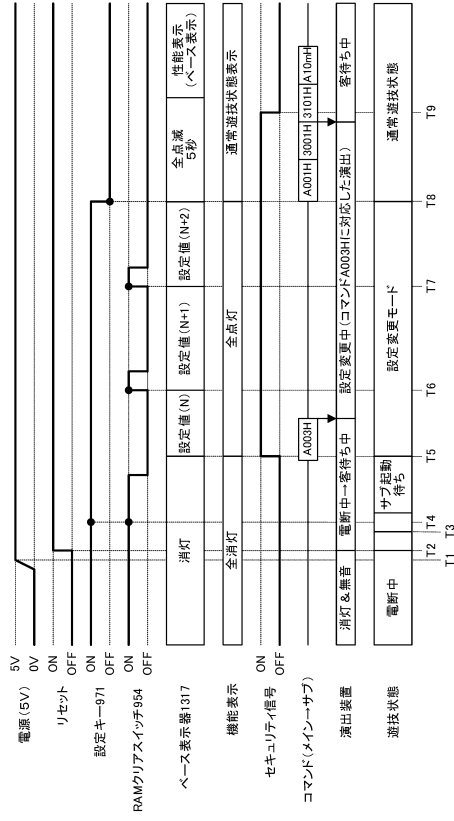 電源(5V)
5V
0V
リセット
ON
OFF
設定キー971
ON
OFF
RAMクリアスイッチ954
ON
OFF
ベース表示器1317
消灯
設定値(N)
設定値(N+1)
設定値(N+2)
全点滅
5秒
性能表示
(ベース表示)
機能表示
全消灯
全点灯
通常遊技状態表示
セキュリティ信号
ON
OFF
コマンド(メイン→サブ)
A003H
A001H
3001H
3101H
A10mH
演出装置
消灯 & 無音
電断中→客待ち中
設定変更中(コマンドA003Hに対応した演出)
客待ち中
遊技状態
電断中
サブ起動
待ち
設定変更モード
通常遊技状態
T1
T2
T3
T4
T5
T6
T7
T8
T9